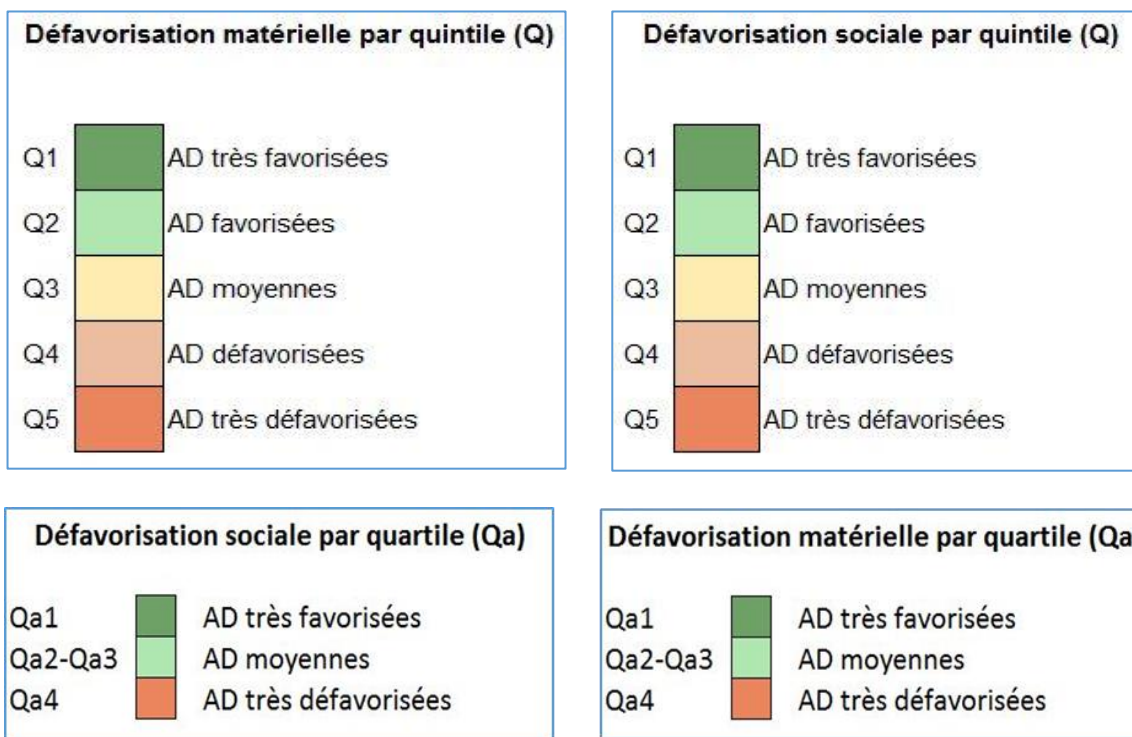 Défavorisation matérielle par quintile (Q)
Q1 AD très favorisées
Q2 AD favorisées
Q3 AD moyennes
Q4 AD défavorisées
Q5 AD très défavorisées
Défavorisation sociale par quintile (Q)
Q1 AD très favorisées
Q2 AD favorisées
Q3 AD moyennes
Q4 AD défavorisées
Q5 AD très défavorisées
Défavorisation sociale par quartile (Qa)
Qa1 AD très favorisées
Qa2-Qa3 AD moyennes
Qa4 AD très défavorisées
Défavorisation matérielle par quartile (Qa
Qa1 AD très favorisées
Qa2-Qa3 AD moyennes
Qa4 AD très défavorisées